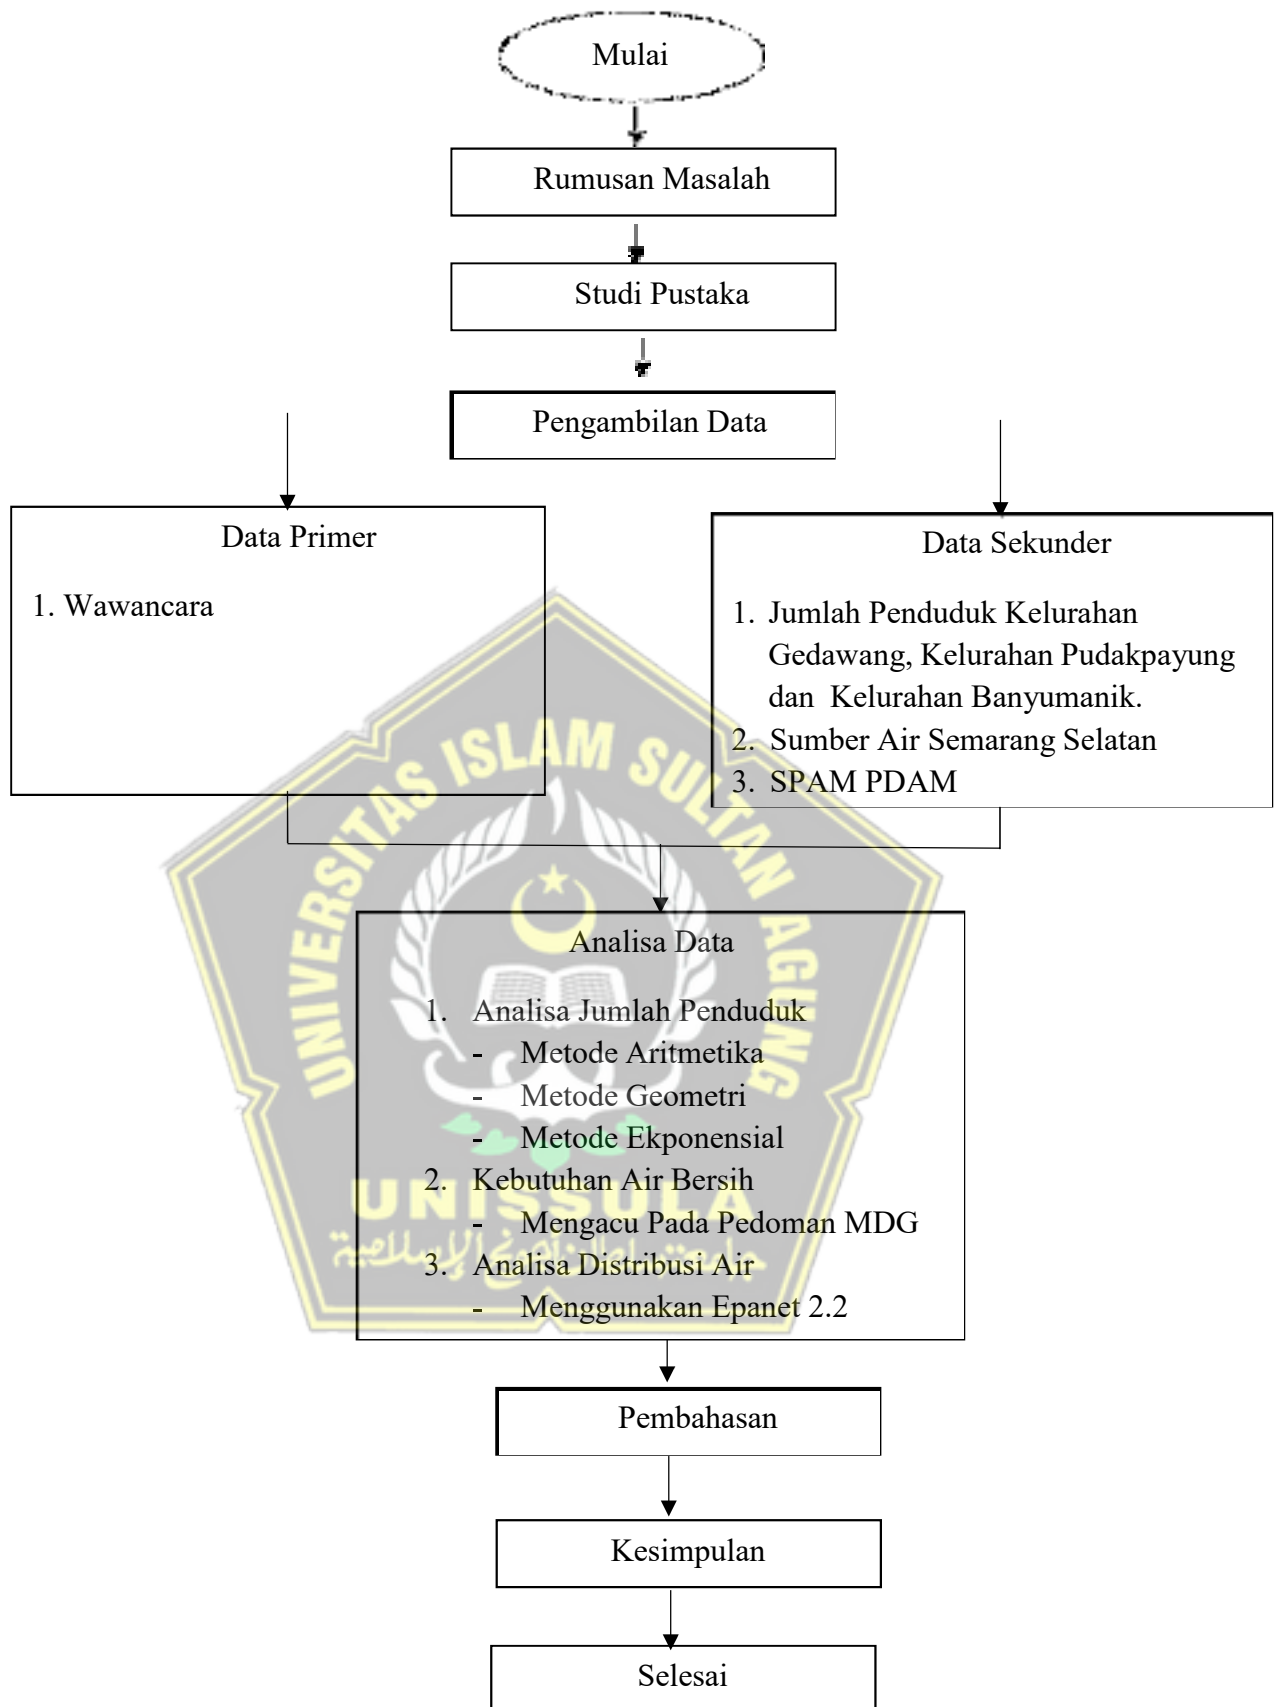 Mulai
Rumusan Masalah
Studi Pustaka
Pengambilan Data
Data Primer
1. Wawancara
Data Sekunder
1. Jumlah Penduduk Kelurahan
Gedawang, Kelurahan Pudakpayung
dan Kelurahan Banyumanik.
2. Sumber Air Semarang Selatan
3. SPAM PDAM
UNIVERSITAS ISLAM SULTAN AGUNG
Analisa Data
1. Analisa Jumlah Penduduk
- Metode Aritmetika
- Metode Geometri
- Metode Ekponensial
2. Kebutuhan Air Bersih
- Mengacu Pada Pedoman MDG
3. Analisa Distribusi Air
- Menggunakan Epanet 2.2
UNISSULA
Pembahasan
Kesimpulan
Selesai